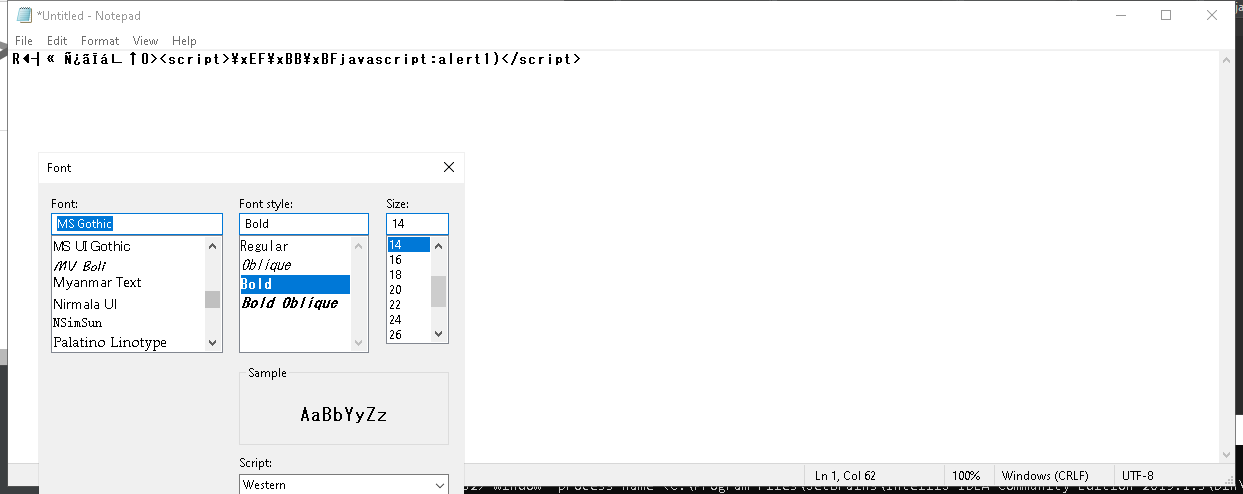 *Untitled - Notepad
File Edit Format View Help
R◄┤« Ñ¿ãÏá∟↑O><script>¥xEF¥xBB¥xBFjavascript:alert1)</script>
Font
Font: Font style: Size:
MS Gothic Bold 14
MS UI Gothic Regular 14
MV Boli Oblique 16
Myanmar Text Bold 18
Nirmala UI Bold Oblique 20
NSimSun 22
Palatino Linotype 24
26
Sample
AaBbYyZz
Script:
Western
Ln 1, Col 62 100% Windows (CRLF) UTF-8